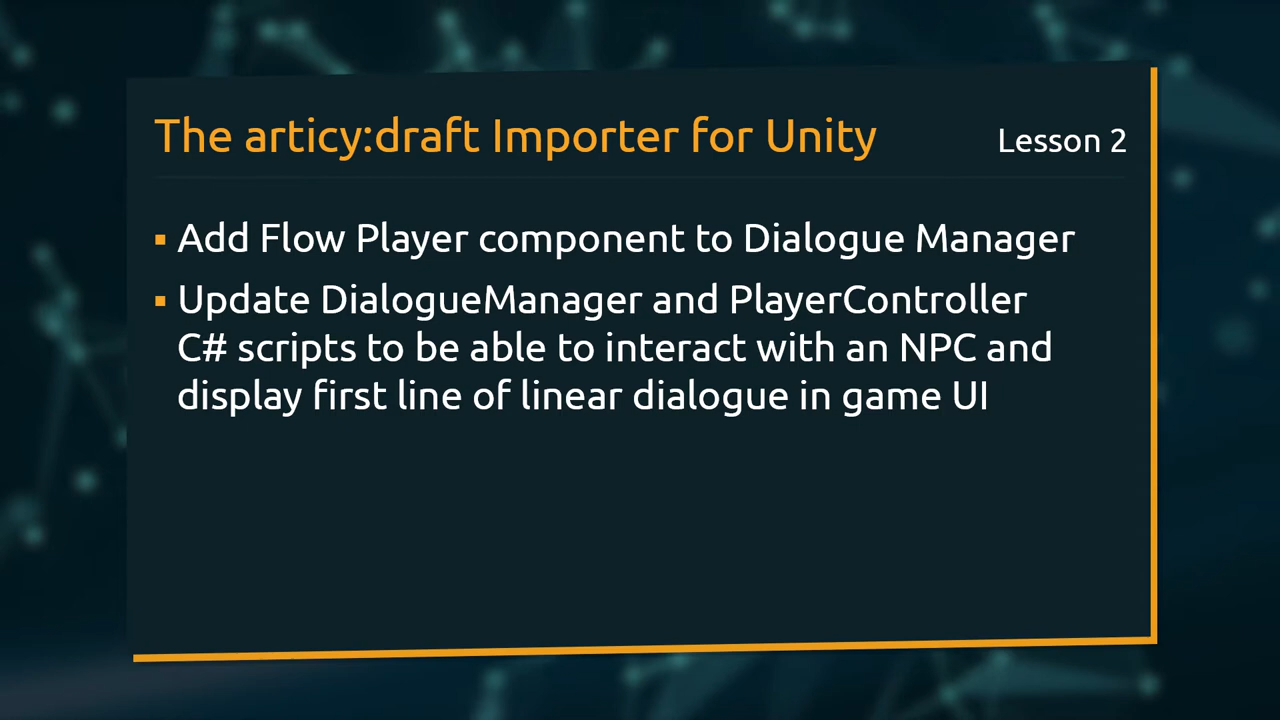 The articy:draft Importer for Unity
Lesson 2
▪ Add Flow Player component to Dialogue Manager
▪ Update DialogueManager and PlayerController
C# scripts to be able to interact with an NPC and
display first line of linear dialogue in game UI